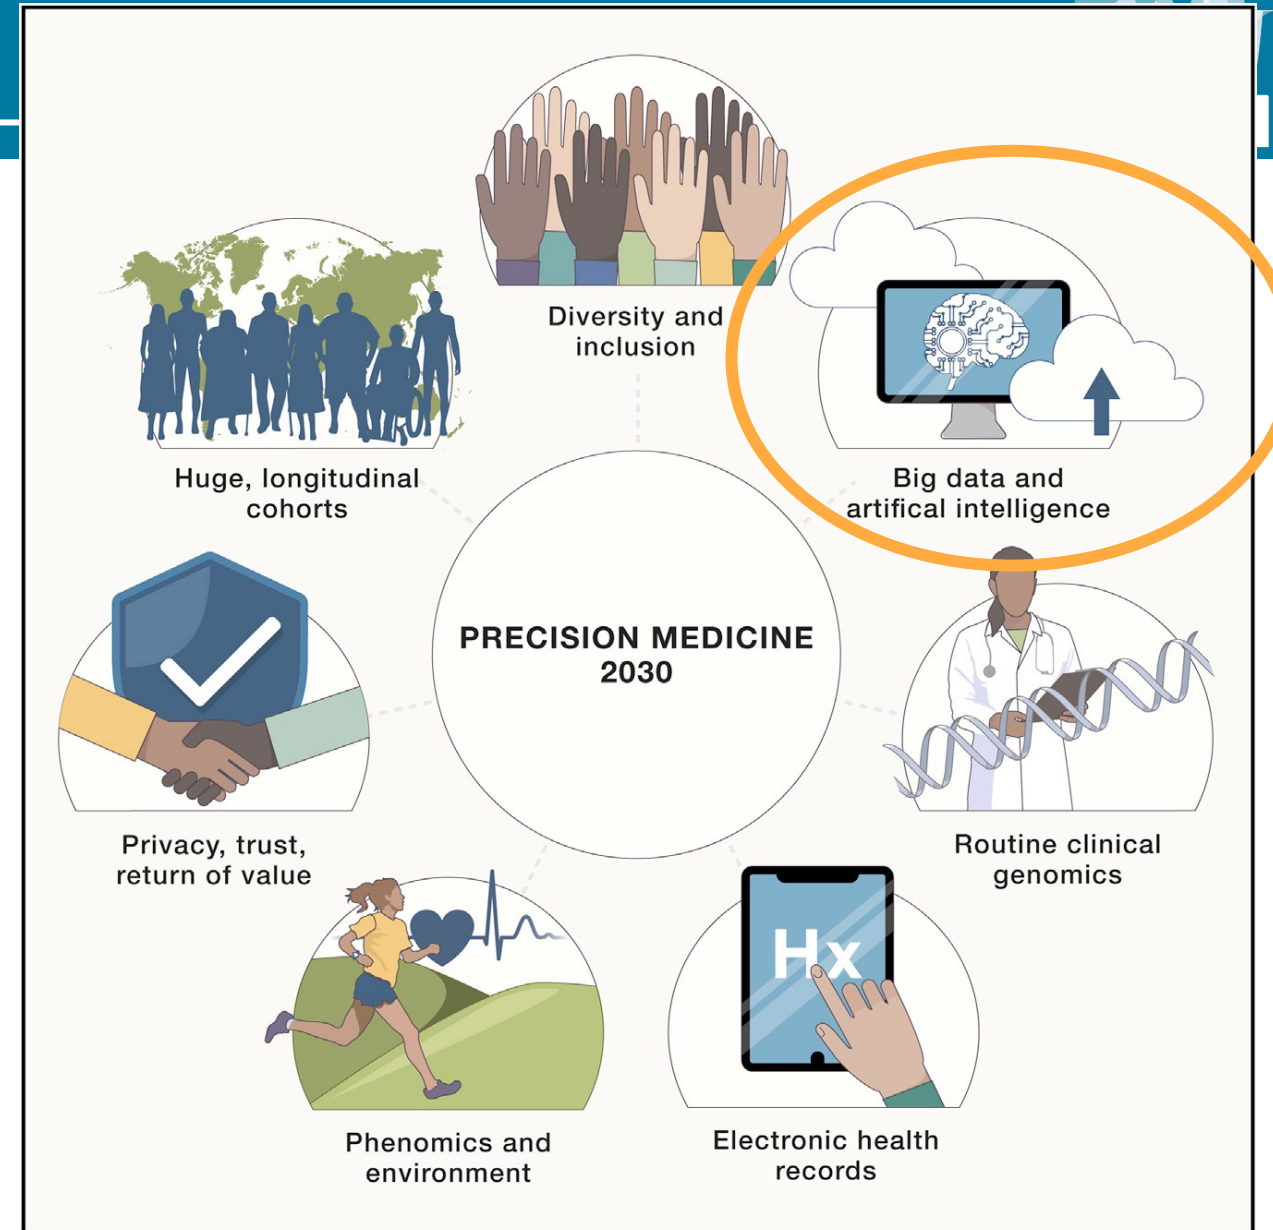 Diversity and
inclusion
Huge, longitudinal
cohorts
Big data and
artifical intelligence
PRECISION MEDICINE
2030
Privacy, trust,
return of value
Routine clinical
genomics
Hx
Phenomics and
environment
Electronic health
records